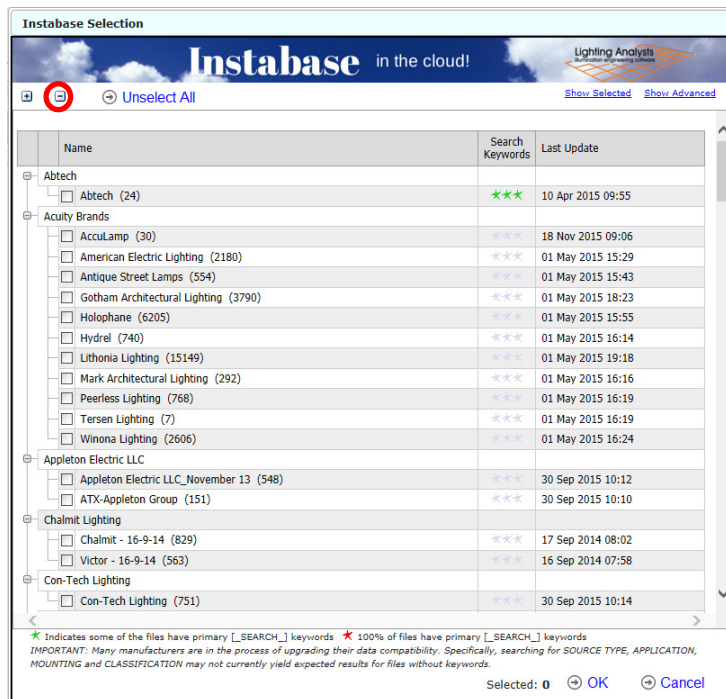 Instabase Selection
Instabase in the cloud!
Lighting Analysts
illumination engineering software
Unselect All Show Selected Show Advanced
Name Search Keywords Last Update
Abtech
Abtech (24) 10 Apr 2015 09:55
Acuity Brands
AccuLamp (30) 18 Nov 2015 09:06
American Electric Lighting (2180) 01 May 2015 15:29
Antique Street Lamps (554) 01 May 2015 15:43
Gotham Architectural Lighting (3790) 01 May 2015 18:23
Holophane (6205) 01 May 2015 15:55
Hydrel (740) 01 May 2015 16:14
Lithonia Lighting (15149) 01 May 2015 19:18
Mark Architectural Lighting (292) 01 May 2015 16:16
Peerless Lighting (768) 01 May 2015 16:19
Tersen Lighting (7) 01 May 2015 16:19
Winona Lighting (2606) 01 May 2015 16:24
Appleton Electric LLC
Appleton Electric LLC_November 13 (548) 30 Sep 2015 10:12
ATX-Appleton Group (151) 30 Sep 2015 10:10
Chalmit Lighting
Chalmit - 16-9-14 (829) 17 Sep 2014 08:02
Victor - 16-9-14 (563) 16 Sep 2014 07:58
Con-Tech Lighting
Con-Tech Lighting (751) 30 Sep 2015 10:14
Indicates some of the files have primary [_SEARCH_] keywords 100% of files have primary [_SEARCH_] keywords
IMPORTANT: Many manufacturers are in the process of upgrading their data compatibility. Specifically, searching for SOURCE TYPE, APPLICATION,
MOUNTING and CLASSIFICATION may not currently yield expected results for files without keywords.
Selected: 0 OK Cancel